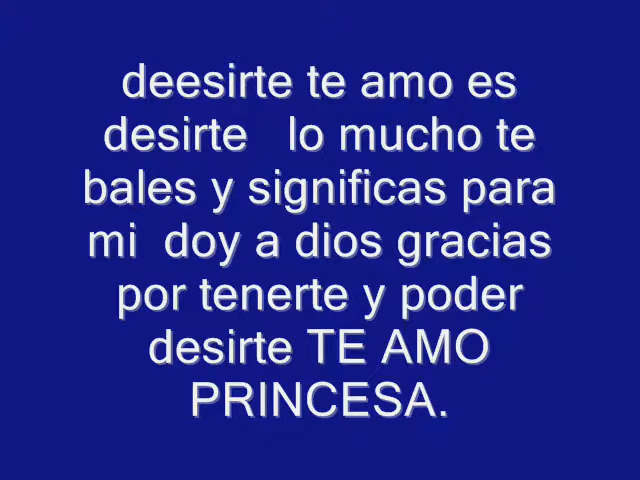 deesirte te amo es
desirte lo mucho te
bales y significas para
mi doy a dios gracias
por tenerte y poder
desirte TE AMO
PRINCESA.